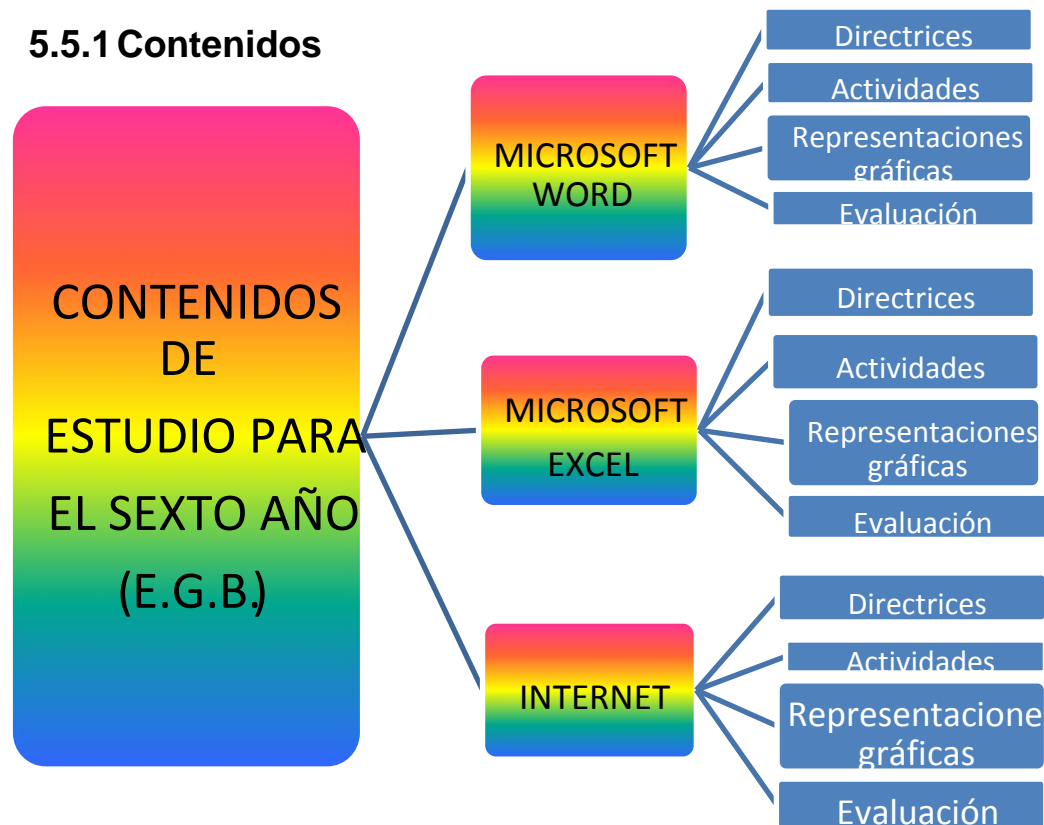 5.5.1 Contenidos
CONTENIDOS
DE
ESTUDIO PARA
EL SEXTO AÑO
(E.G.B.)
MICROSOFT
WORD
Directrices
Actividades
Representaciones
gráficas
Evaluación
MICROSOFT
EXCEL
Directrices
Actividades
Representaciones
gráficas
Evaluación
INTERNET
Directrices
Actividades
Representacione
gráficas
Evaluación